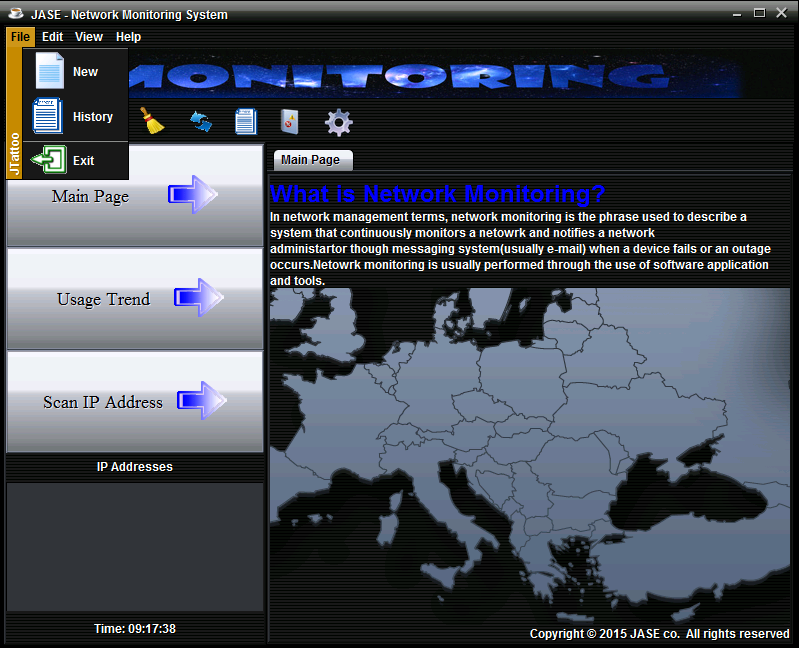 JASE - Network Monitoring System
File Edit View Help
New
History
Exit
JTattoo
MONITORING
Main Page
Usage Trend
Scan IP Address
IP Addresses
Time: 09:17:38
Main Page
What is Network Monitoring?
In network management terms, network monitoring is the phrase used to describe a
system that continuously monitors a netowrk and notifies a network
administartor though messaging system(usually e-mail) when a device fails or an outage
occurs.Netowrk monitoring is usually performed through the use of software application
and tools.
Copyright © 2015 JASE co. All rights reserved